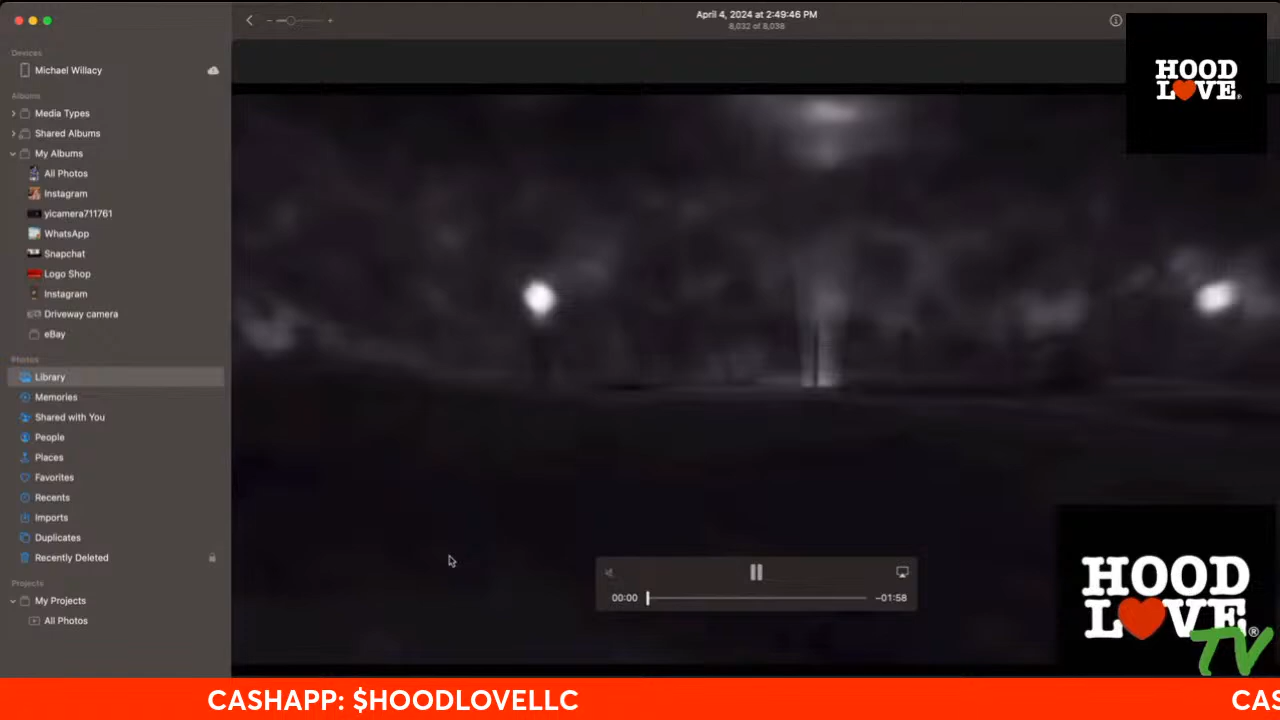 April 4, 2024 at 2:49:46 PM
8,032 of 8,038
Devices
Michael Willacy
Albums
Media Types
Shared Albums
My Albums
All Photos
Instagram
yicamera711761
WhatsApp
Snapchat
Logo Shop
Instagram
Driveway camera
eBay
Photos
Library
Memories
Shared with You
People
Places
Favorites
Recents
Imports
Duplicates
Recently Deleted
Projects
My Projects
All Photos
HOOD
LOVE®
00:00
−01:58
HOOD
LOVE®
TV
CASHAPP: $HOODLOVELLC
CAS